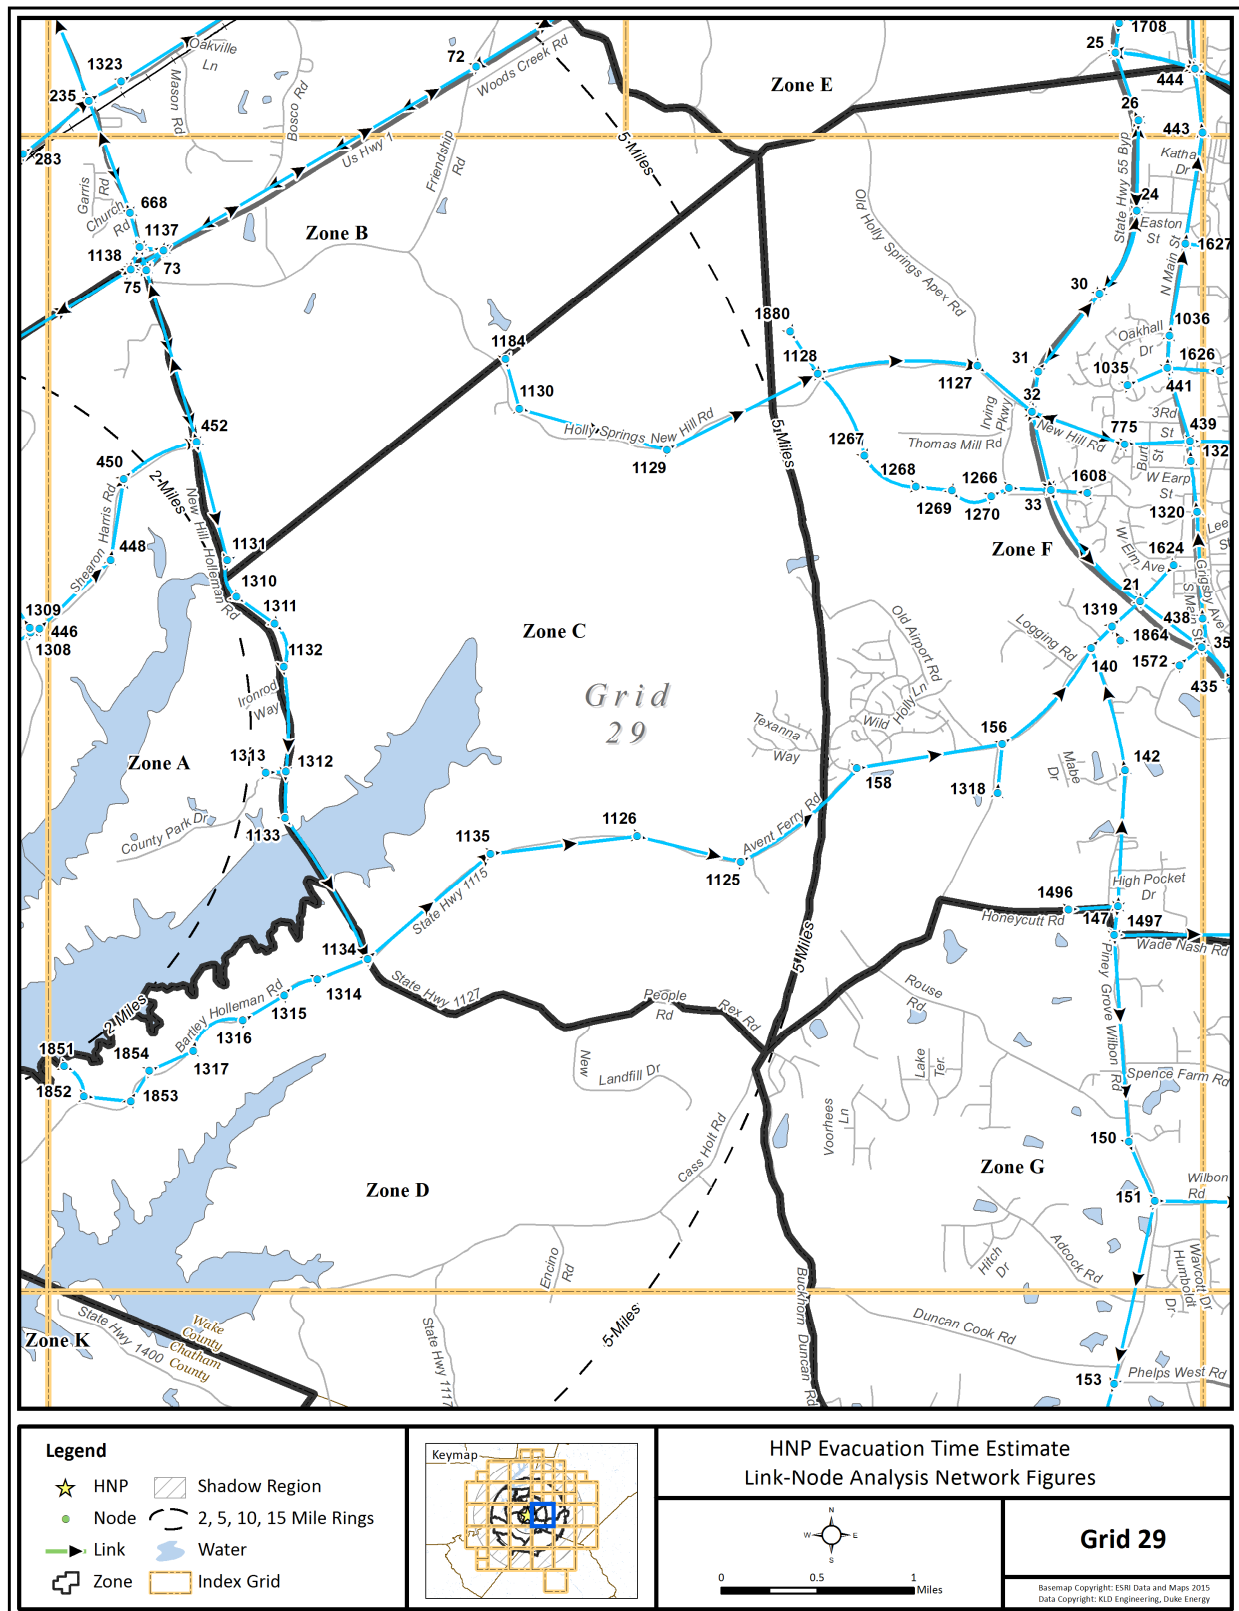 1708
25
Oakville
Ln
1323
72
Woods Creek Rd
444
235
Mason Rd
Bosco Rd
Zone E
26
443
283
5 Miles
Us Hwy 1
Friendship
Rd
Katha
Dr
State Hwy 55 Byp
Garris
Rd
Church
Rd
668
24
Easton
St
1137
Zone B
Old Holly Springs Apex Rd
N Main St
1627
1138
73
75
30
1880
1036
Oakhall
Dr
1184
1128
31
1626
1130
1127
1035
441
32
Irving
Pkwy
3Rd
St
Holly Springs New Hill Rd
New Hill Rd
775
439
452
5 Miles
1267
Thomas Mill Rd
Burt
St
132
450
1129
2-Miles
1268
1266
1608
W Earp
St
New Hill Holleman Rd
1269
1270
33
1320
Shearon Harris Rd
448
1131
Zone F
W Elm Ave
1624
Lee
St
1310
21
Grigsby Ave
S Main St
1309
446
1308
1311
Zone C
Old Airport Rd
Logging Rd
1319
438
1864
35
1132
140
1572
435
Ironrod
Way
Grid
29
Wild
Holly Ln
Texanna
Way
156
Zone A
1313
1312
158
1318
Mabe
Dr
142
County Park Dr
1133
1135
1126
Avent Ferry Rd
1125
State Hwy 1115
High Pocket
Dr
1496
Honeycutt Rd
147
1497
Wade Nash Rd
1134
5 Miles
State Hwy 1127
1314
1315
Bartley Holleman Rd
1316
2 Miles
People
Rd
Rex Rd
Rouse
Rd
Piney Grove Wilbon Rd
1851
1854
1317
1852
1853
New
Landfill Dr
Lake
Ter.
Spence Farm Rd
Voorhees
Ln
150
Cass Holt Rd
Zone D
Zone G
Wilbon
Rd
151
Encino
Rd
Hitch
Dr
Adcock Rd
Wavcott Dr
Humboldt
Dr
Zone K
State Hwy 1400
Wake
County
Chatham
County
State Hwy 1117
5-Miles
Buckhorn Duncan Rd
Duncan Cook Rd
153
Phelps West Rd
Legend
HNP
Shadow Region
Node
2, 5, 10, 15 Mile Rings
Link
Water
Zone
Index Grid
Keymap
HNP Evacuation Time Estimate
Link-Node Analysis Network Figures
N
W
E
S
0
0.5
1
Miles
Grid 29
Basemap Copyright: ESRI Data and Maps 2015
Data Copyright: KLD Engineering, Duke Energy